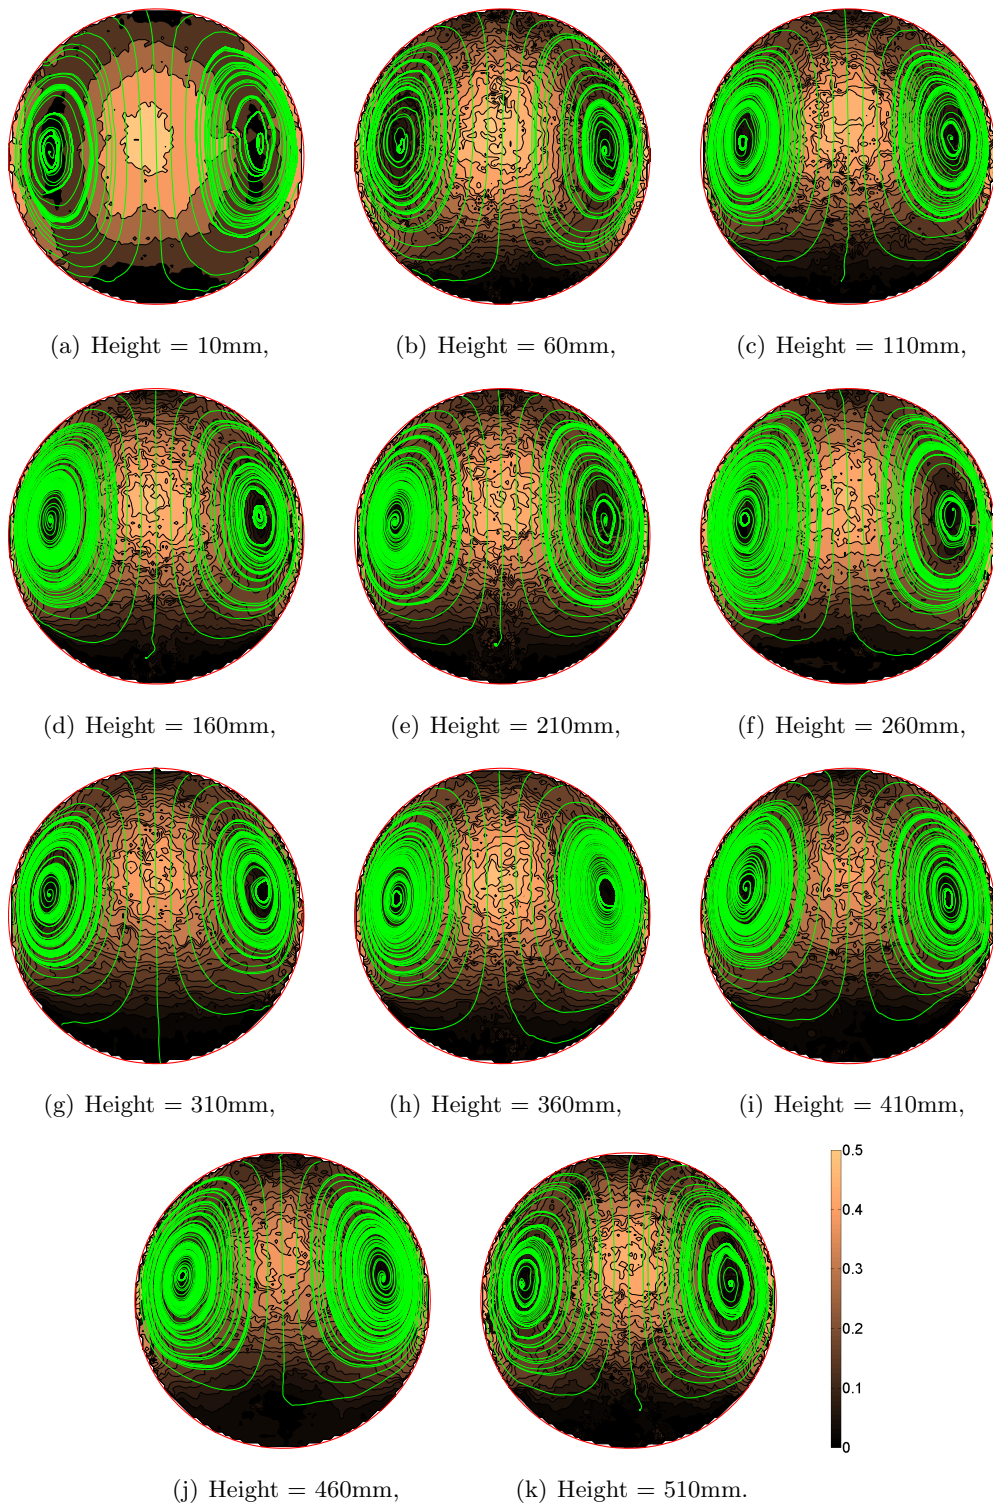 (a) Height = 10mm,
(b) Height = 60mm,
(c) Height = 110mm,
(d) Height = 160mm,
(e) Height = 210mm,
(f) Height = 260mm,
(g) Height = 310mm,
(h) Height = 360mm,
(i) Height = 410mm,
0.5
0.4
0.3
0.2
0.1
0
(j) Height = 460mm,
(k) Height = 510mm.